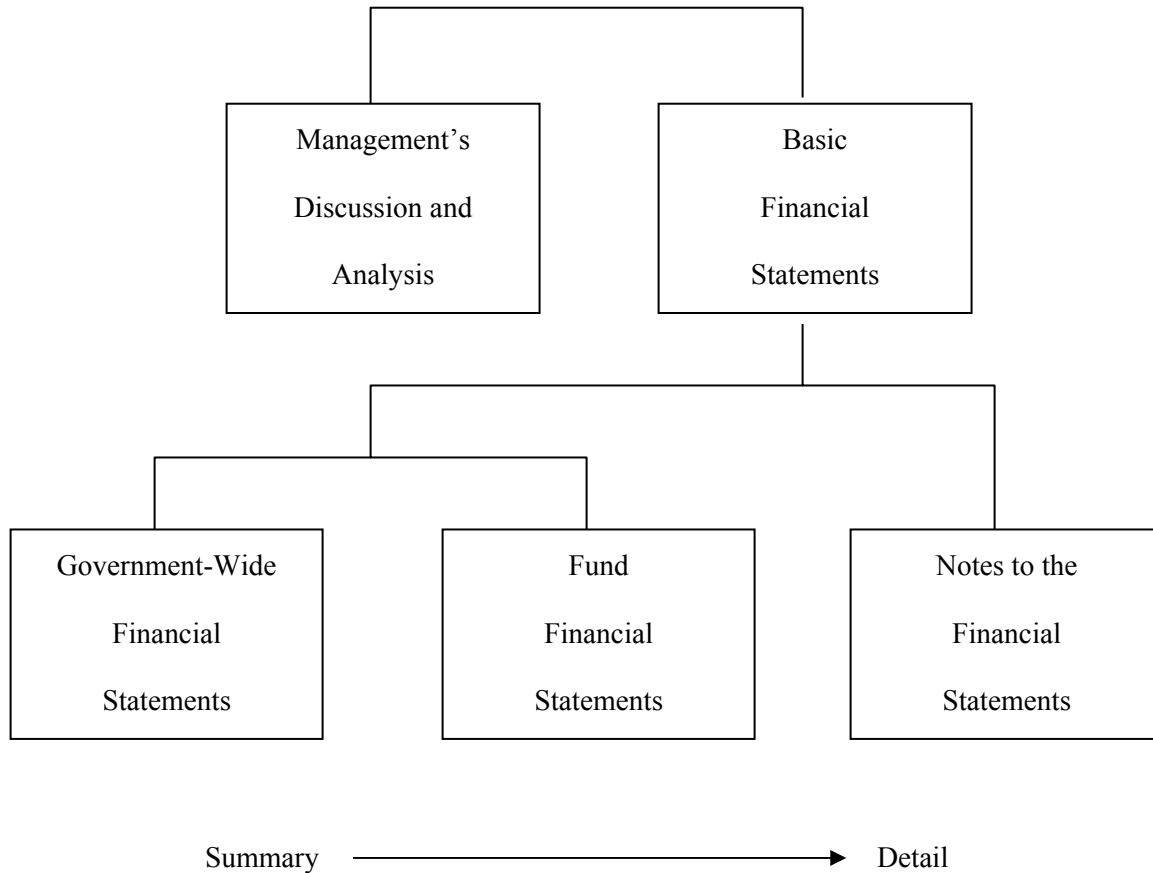 Management’s
Discussion and
Analysis
Basic
Financial
Statements
Government-Wide
Financial
Statements
Fund
Financial
Statements
Notes to the
Financial
Statements
Summary
Detail